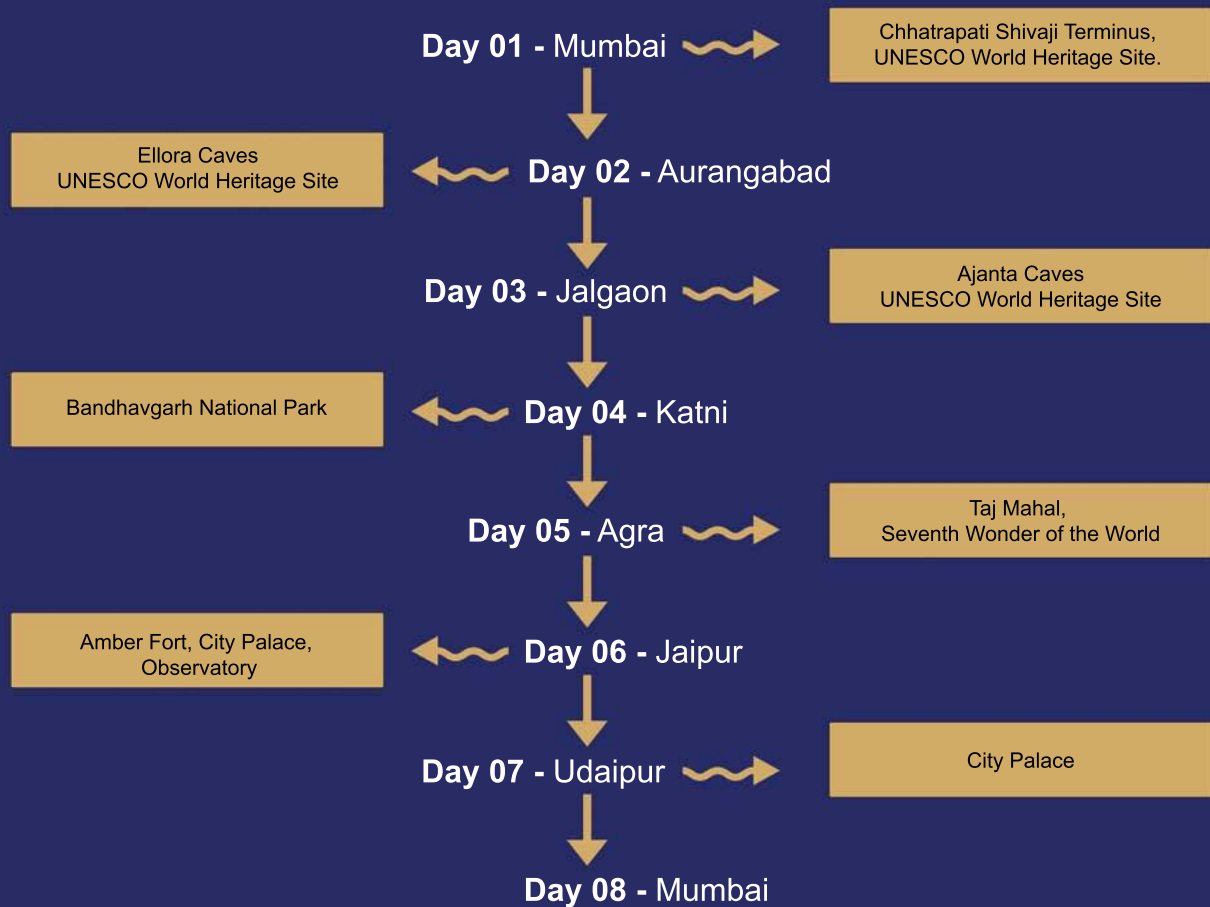 Day 01 - Mumbai
Chhatrapati Shivaji Terminus,
UNESCO World Heritage Site.
Day 02 - Aurangabad
Ellora Caves
UNESCO World Heritage Site
Day 03 - Jalgaon
Ajanta Caves
UNESCO World Heritage Site
Day 04 - Katni
Bandhavgarh National Park
Day 05 - Agra
Taj Mahal,
Seventh Wonder of the World
Day 06 - Jaipur
Amber Fort, City Palace,
Observatory
Day 07 - Udaipur
City Palace
Day 08 - Mumbai